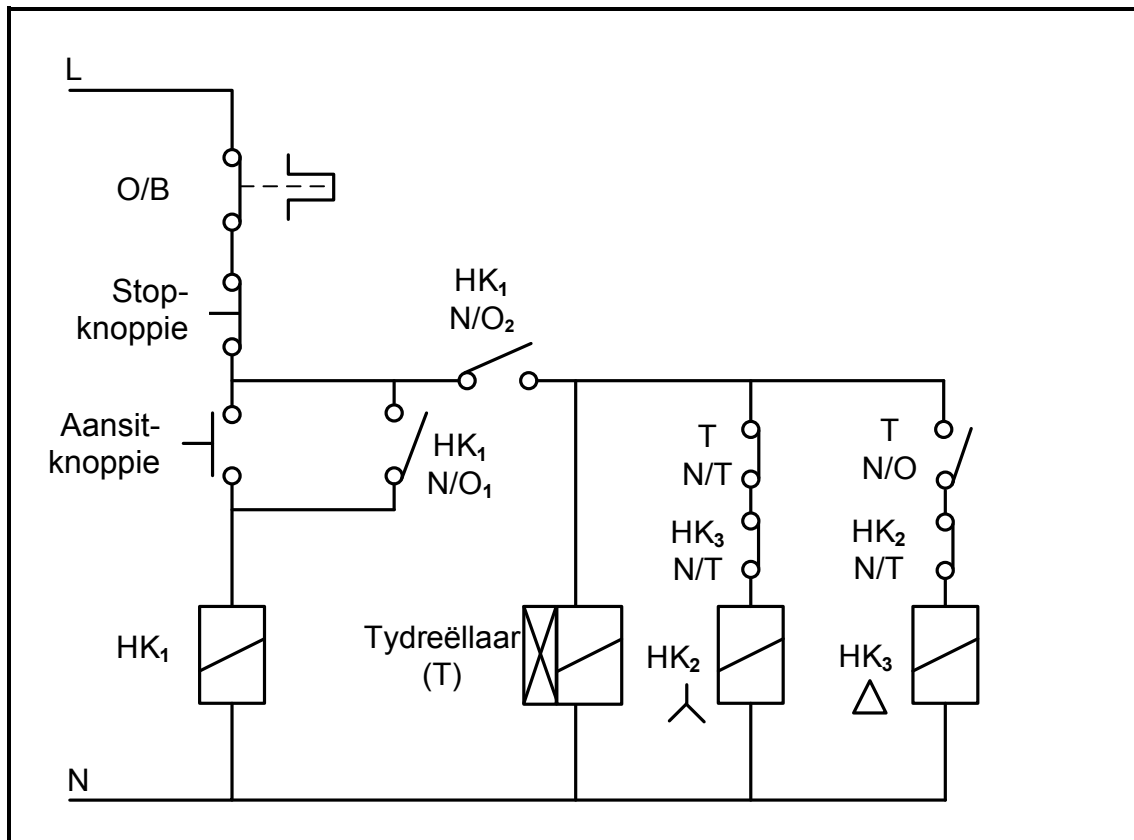 L
O/B
Stop-
knoppie
HK₁
N/O₂
Aansit-
knoppie
HK₁
N/O₁
T
N/T
T
N/O
HK₃
N/T
HK₂
N/T
HK₁
Tydreëllaar
(T)
HK₂
HK₃
N